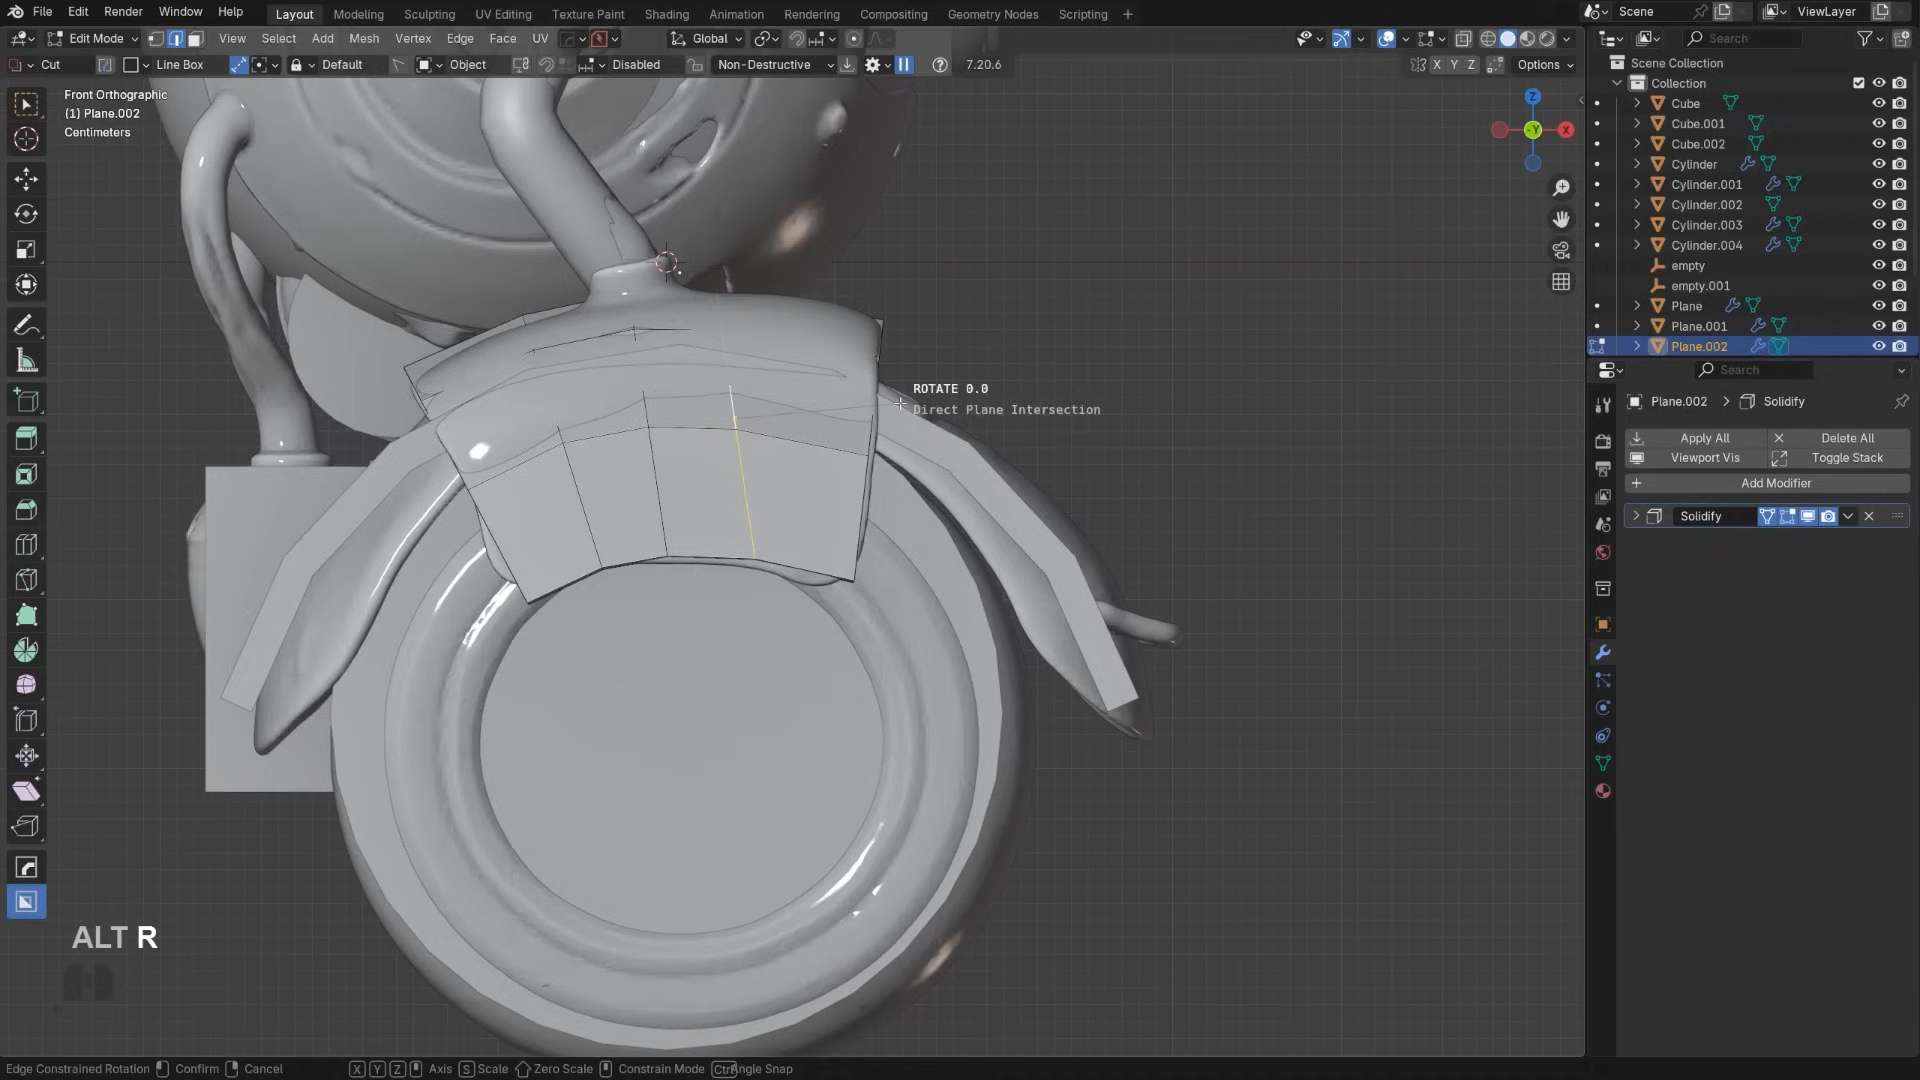 File Edit Render Window Help Layout Modeling Sculpting UV Editing Texture Paint Shading Animation Rendering Compositing Geometry Nodes Scripting + Scene ViewLayer
Edit Mode View Select Add Mesh Vertex Edge Face UV Global Search
Cut Line Box Default Object Disabled Non-Destructive 7.20.6 X Y Z Options
Scene Collection
Collection
Cube
Cube.001
Cube.002
Cylinder
Cylinder.001
Cylinder.002
Cylinder.003
Cylinder.004
empty
empty.001
Plane
Plane.001
Plane.002
Front Orthographic
(1) Plane.002
Centimeters
Z
-Y
X
ROTATE 0.0
Direct Plane Intersection
Search
Plane.002 > Solidify
Apply All Delete All
Viewport Vis Toggle Stack
Add Modifier
Solidify
ALT R
Edge Constrained Rotation Confirm Cancel X Y Z Axis S Scale Zero Scale Constrain Mode Ctrl Angle Snap